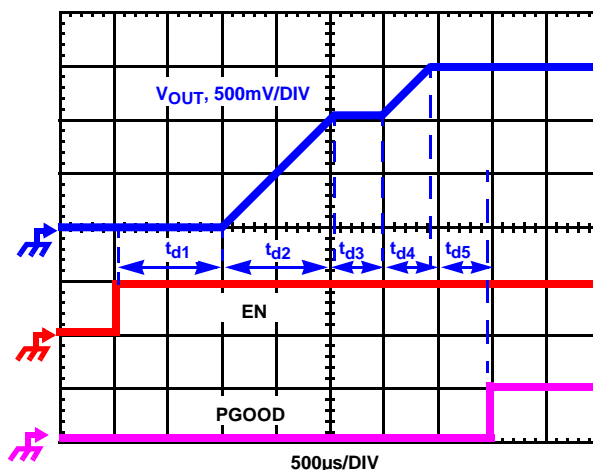 VOUT, 500mV/DIV
td1 td2 td3 td4 td5
EN
PGOOD
500µs/DIV